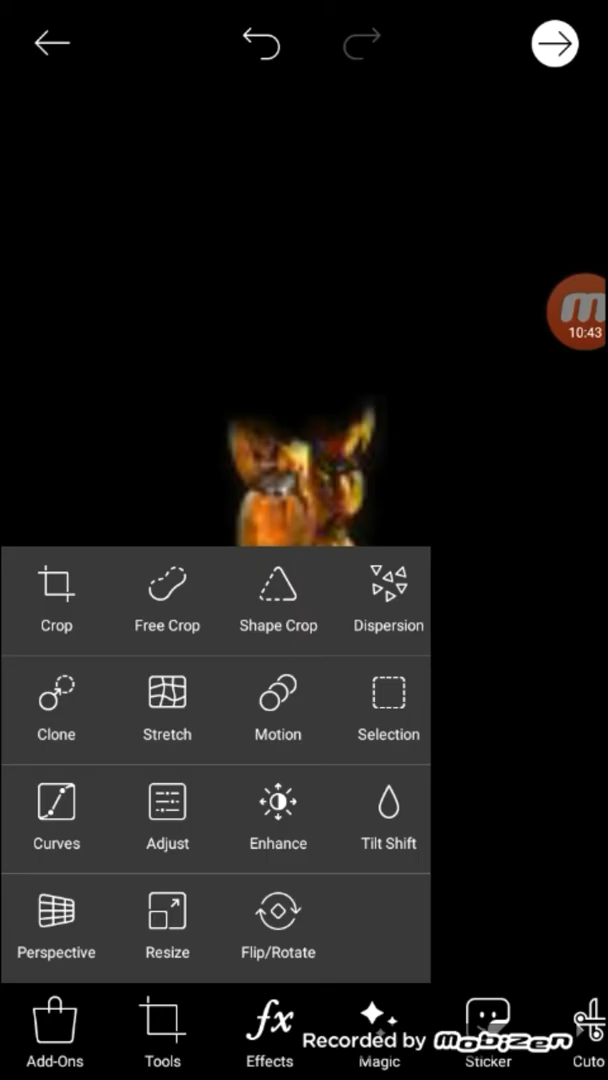 m
10:43
Crop Free Crop Shape Crop Dispersion
Clone Stretch Motion Selection
Curves Adjust Enhance Tilt Shift
Perspective Resize Flip/Rotate
fx
Recorded by mobizen
Add-Ons Tools Effects Magic Sticker Cuto